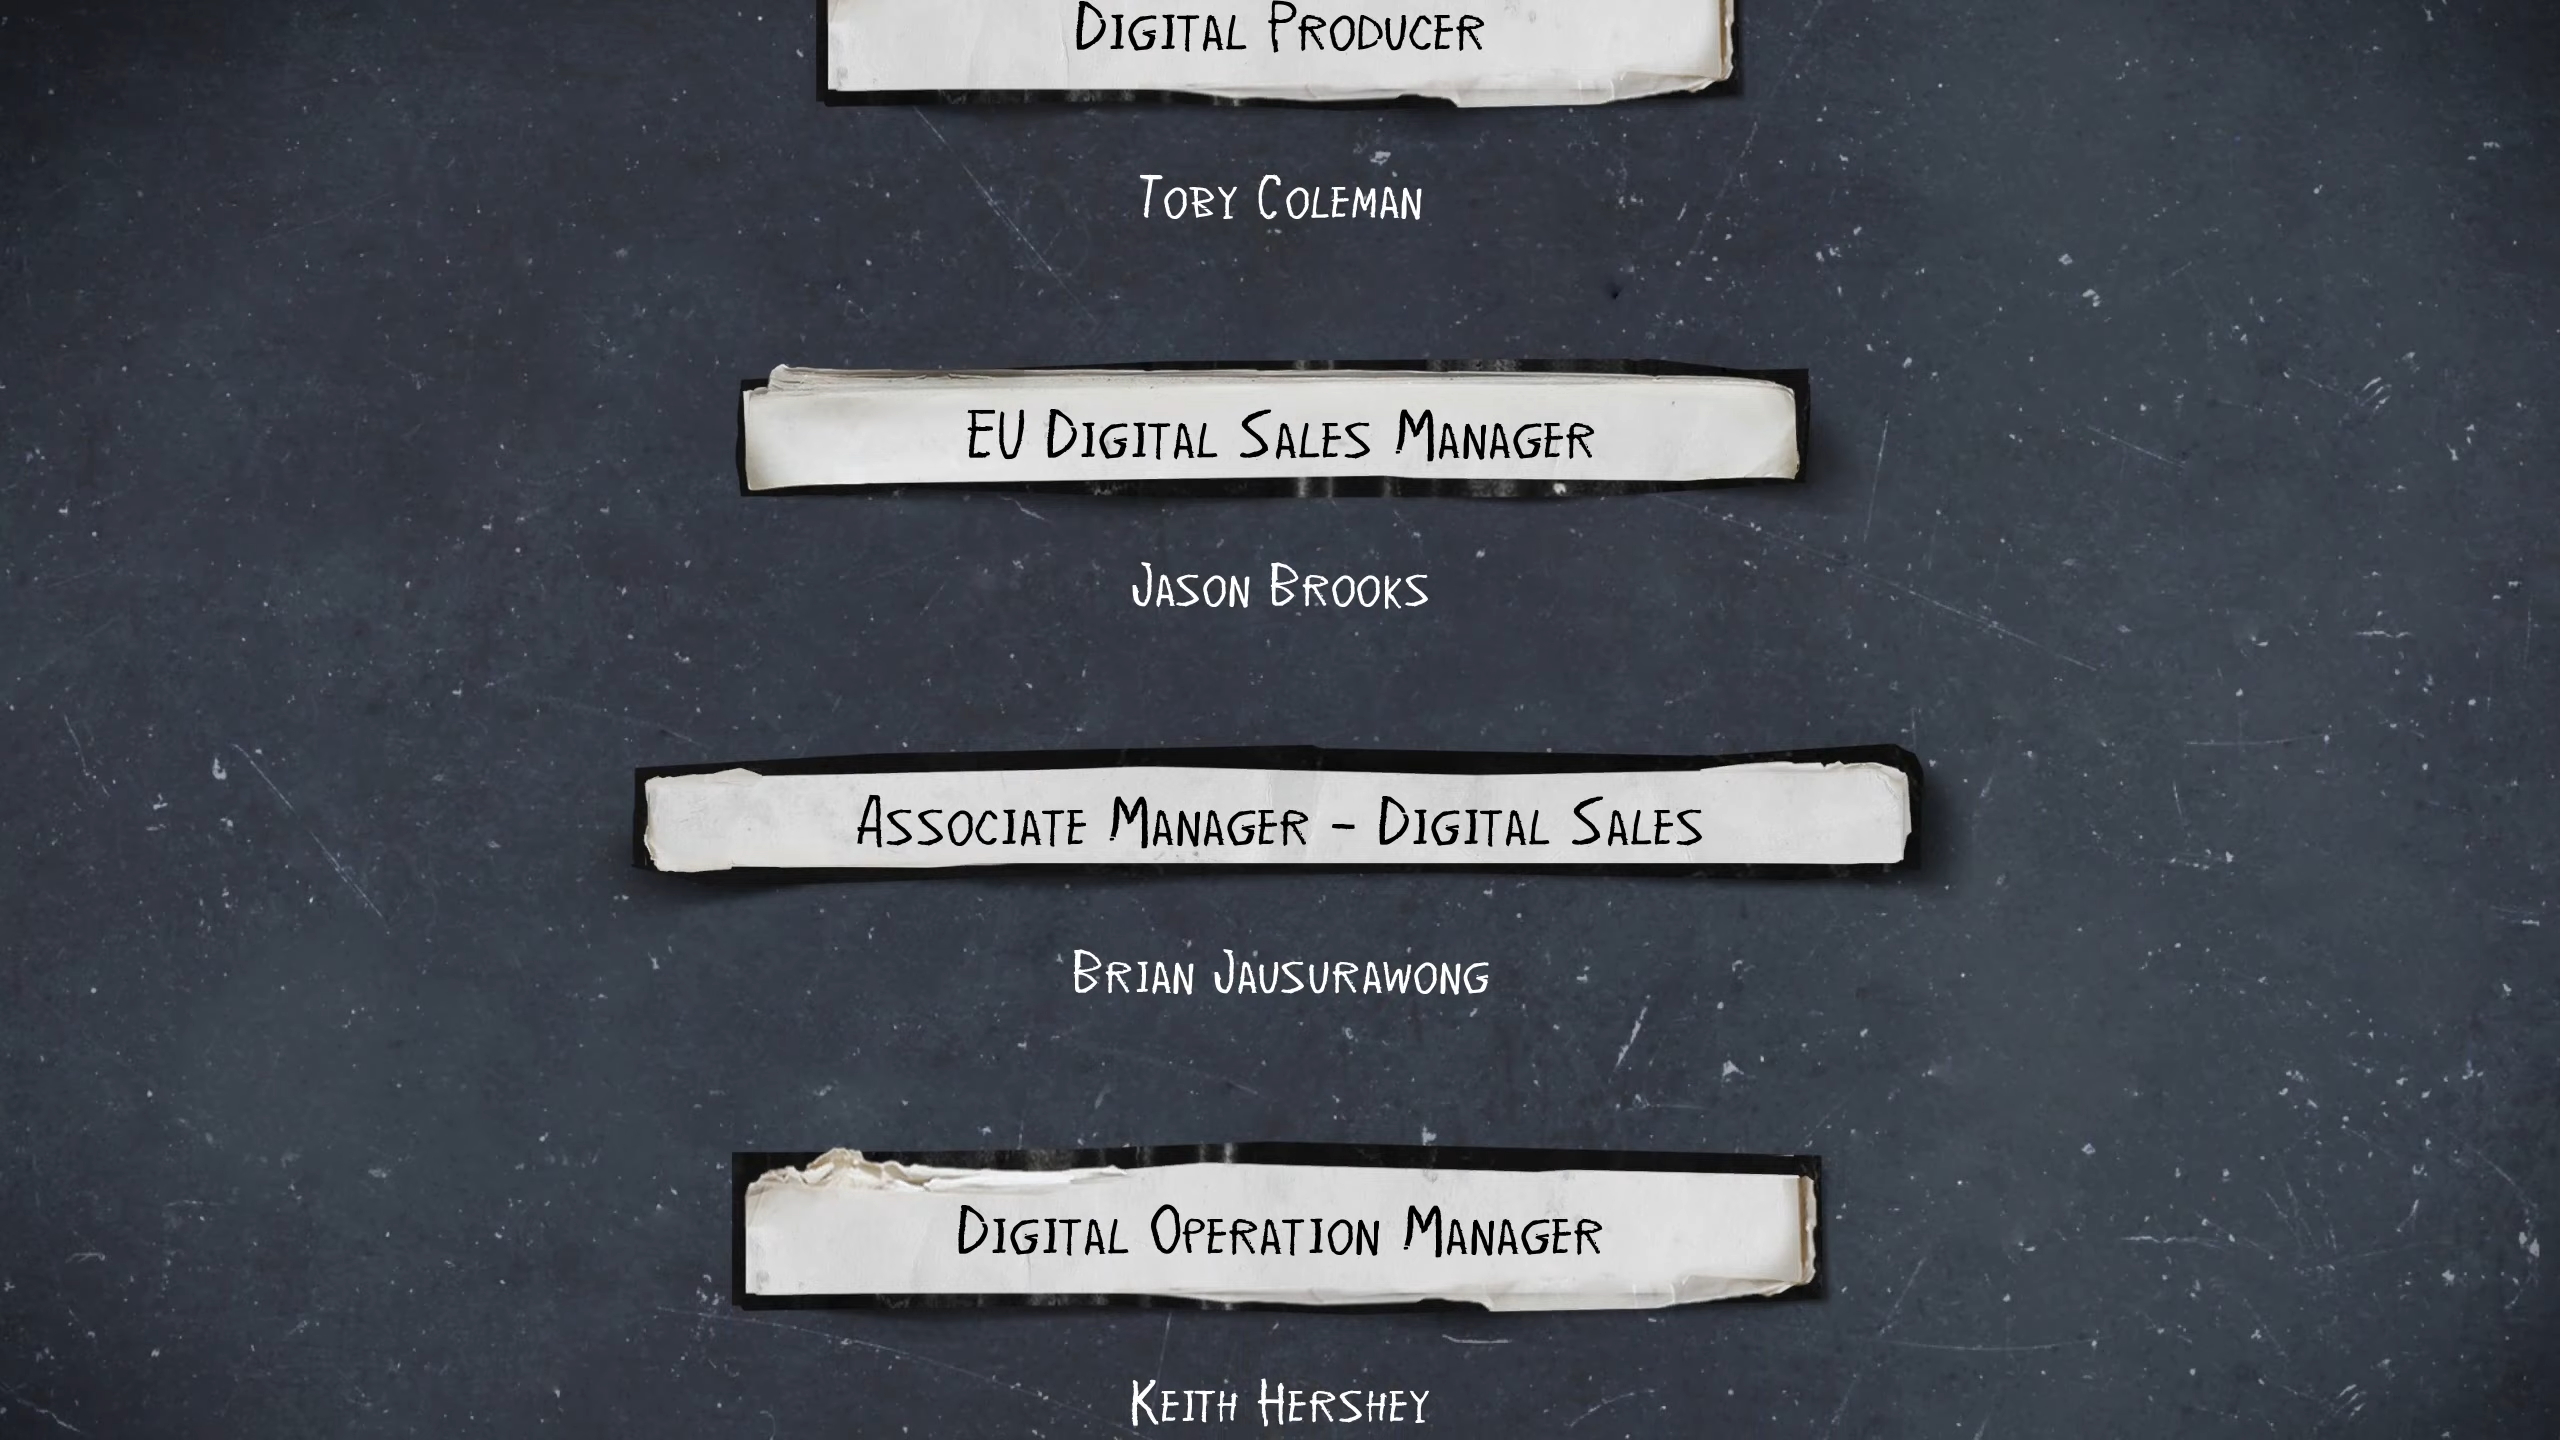 Digital Producer
Toby Coleman
EU Digital Sales Manager
Jason Brooks
Associate Manager - Digital Sales
Brian Jausurawong
Digital Operation Manager
Keith Hershey